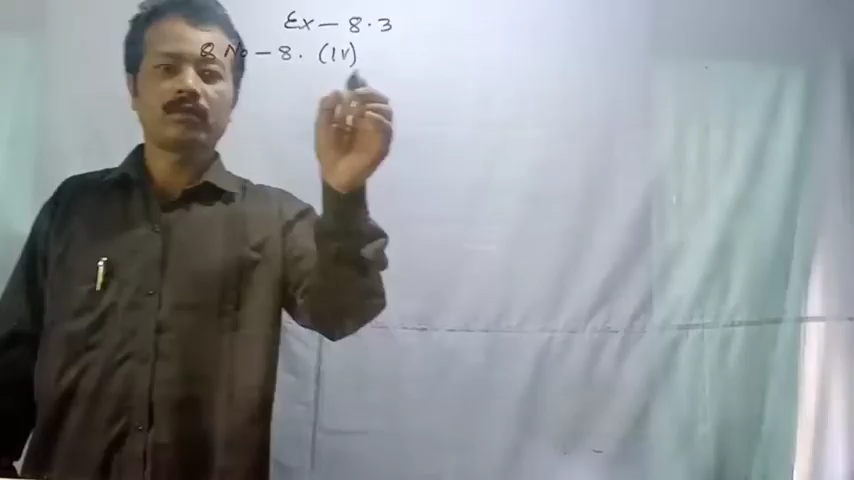 Ex — 8.3
Q No — 8. (iv)